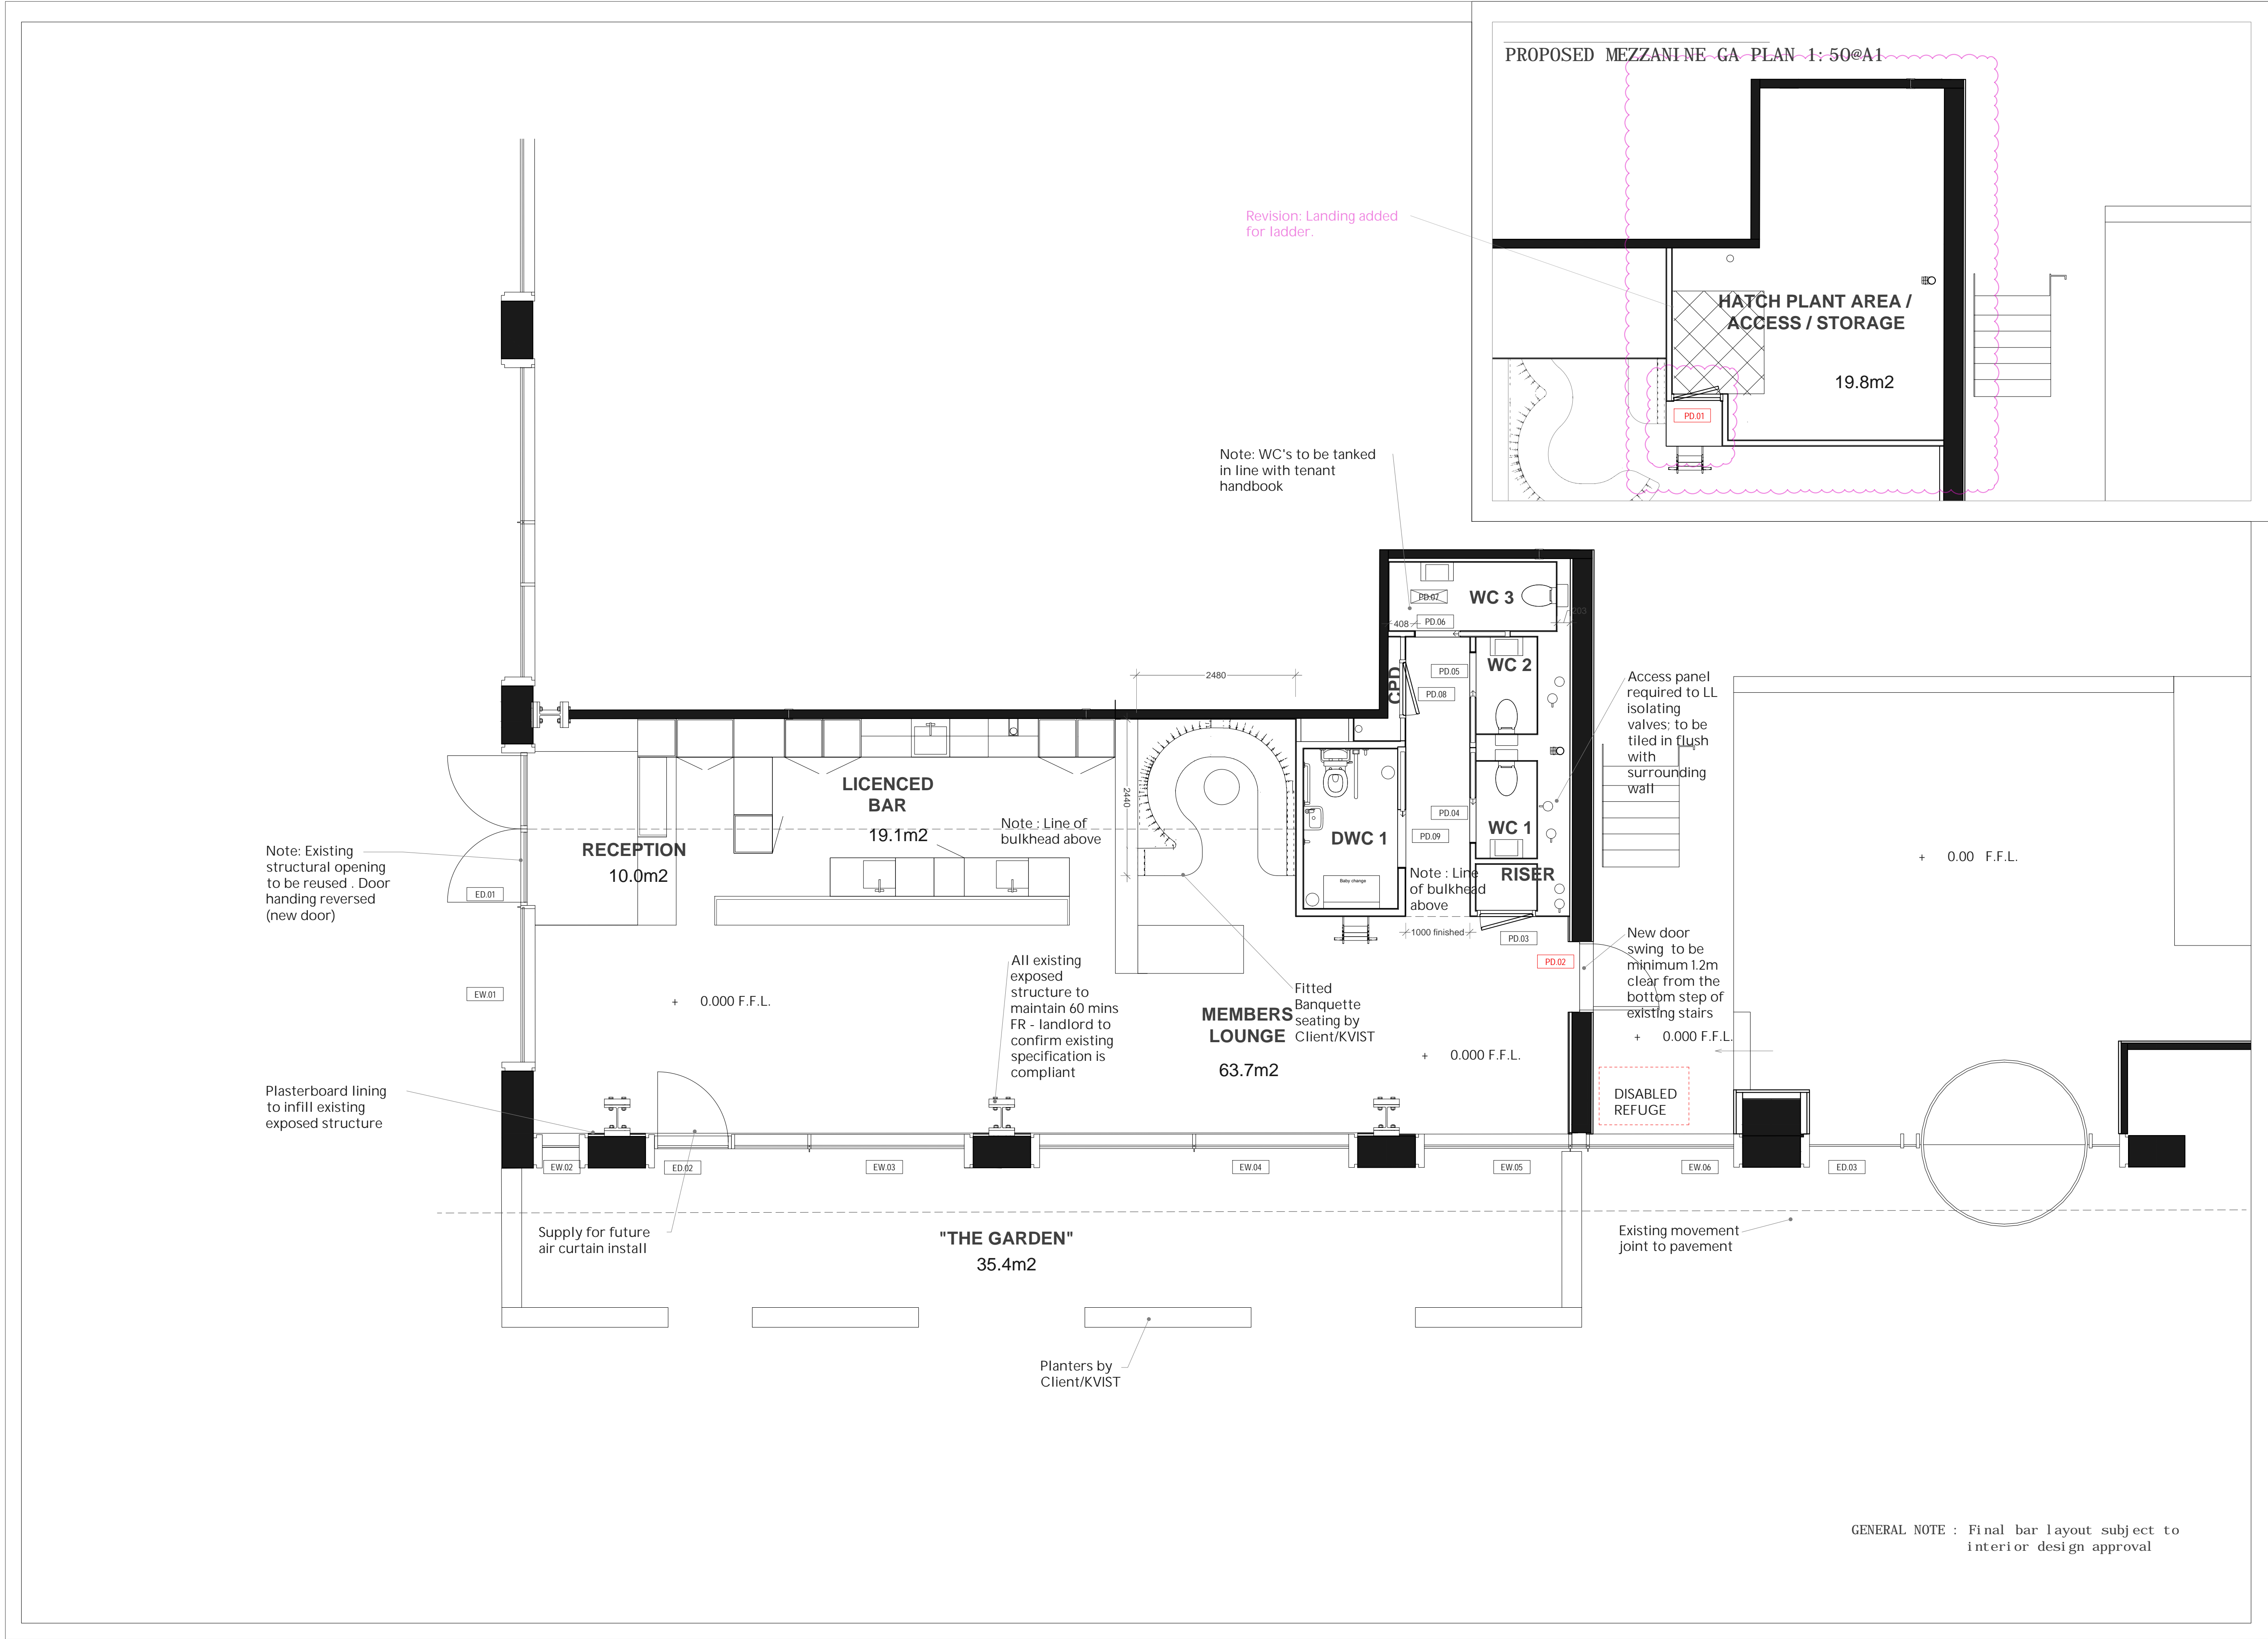 PROPOSED MEZZANINE GA PLAN 1:50@A1
Revision: Landing added
for ladder.
HATCH PLANT AREA /
ACCESS / STORAGE
19.8m2
PD.01
Note: WC's to be tanked
in line with tenant
handbook
PD.07
WC 3
203
408
PD.06
2480
CPD
PD.05
WC 2
PD.08
Access panel
required to LL
isolating
valves; to be
tiled in flush
with
surrounding
wall
LICENCED
BAR
19.1m2
2440
Note : Line of
bulkhead above
DWC 1
PD.04
PD.09
WC 1
Baby change
Note : Line
of bulkhead
above
RISER
1000 finished
PD.03
PD.02
RECEPTION
10.0m2
Note: Existing
structural opening
to be reused . Door
handing reversed
(new door)
ED.01
EW.01
+ 0.00 F.F.L.
New door
swing to be
minimum 1.2m
clear from the
bottom step of
existing stairs
+ 0.000 F.F.L.
All existing
exposed
structure to
maintain 60 mins
FR - landlord to
confirm existing
specification is
compliant
Fitted
Banquette
seating by
Client/KVIST
MEMBERS
LOUNGE
63.7m2
+ 0.000 F.F.L.
+ 0.000 F.F.L.
DISABLED
REFUGE
Plasterboard lining
to infill existing
exposed structure
EW.02
ED.02
EW.03
EW.04
EW.05
EW.06
ED.03
Supply for future
air curtain install
"THE GARDEN"
35.4m2
Existing movement
joint to pavement
Planters by
Client/KVIST
GENERAL NOTE : Final bar layout subject to
interior design approval